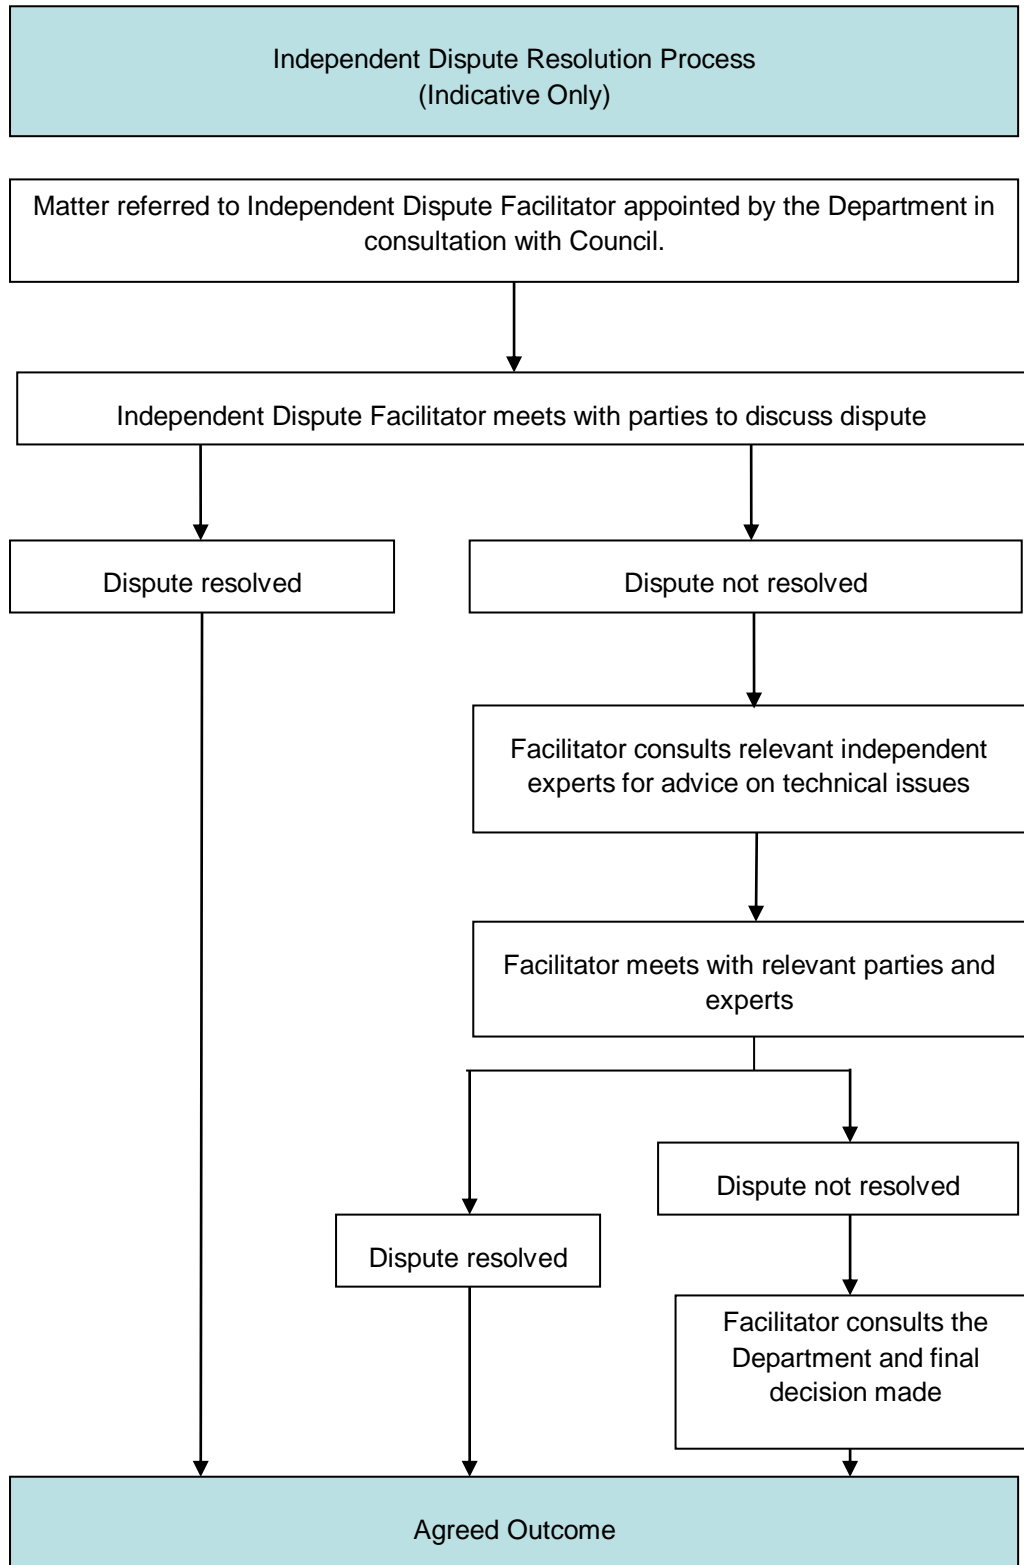 Independent Dispute Resolution Process
(Indicative Only)
Matter referred to Independent Dispute Facilitator appointed by the Department in
consultation with Council.
Independent Dispute Facilitator meets with parties to discuss dispute
Dispute resolved
Dispute not resolved
Facilitator consults relevant independent
experts for advice on technical issues
Facilitator meets with relevant parties and
experts
Dispute not resolved
Dispute resolved
Facilitator consults the
Department and final
decision made
Agreed Outcome